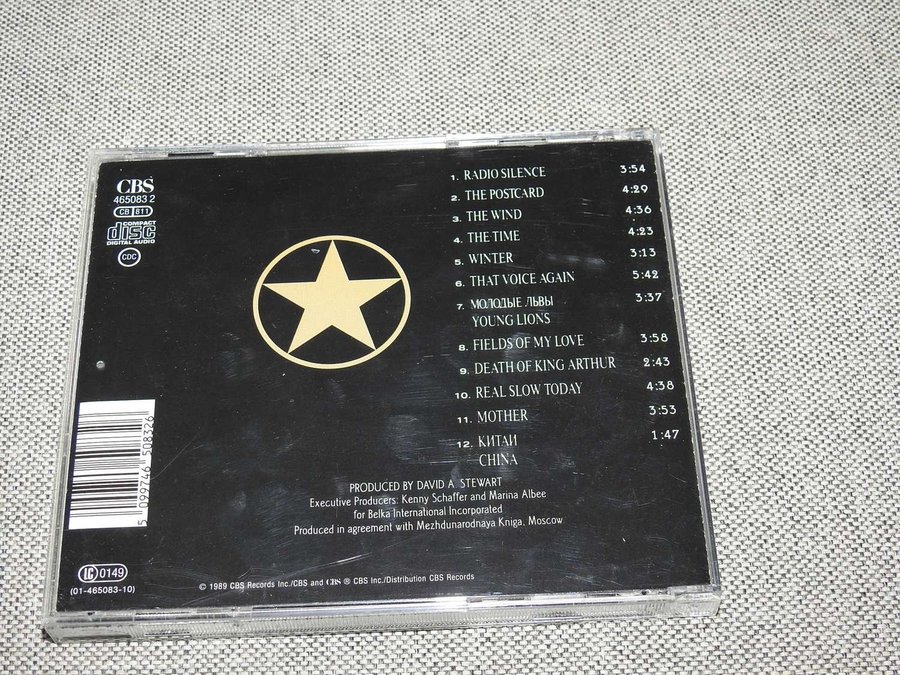 CBS
465083 2
CB 811
COMPACT
disc
DIGITAL AUDIO
CDC
1. RADIO SILENCE 3:54
2. THE POSTCARD 4:29
3. THE WIND 4:36
4. THE TIME 4:23
5. WINTER 3:13
6. THAT VOICE AGAIN 5:42
7. МОЛОДЫЕ ЛЬВЫ 3:37
YOUNG LIONS
8. FIELDS OF MY LOVE 3:58
9. DEATH OF KING ARTHUR 2:43
10. REAL SLOW TODAY 4:38
11. MOTHER 3:53
12. КИТАИ 1:47
CHINA
PRODUCED BY DAVID A. STEWART
Executive Producers: Kenny Schaffer and Marina Albee
for Belka International Incorporated
Produced in agreement with Mezhdunarodnaya Kniga, Moscow
5 099746 508326
LC 0149
(01-465083-10)
© 1989 CBS Records Inc./CBS and CBS ® CBS Inc./Distribution CBS Records